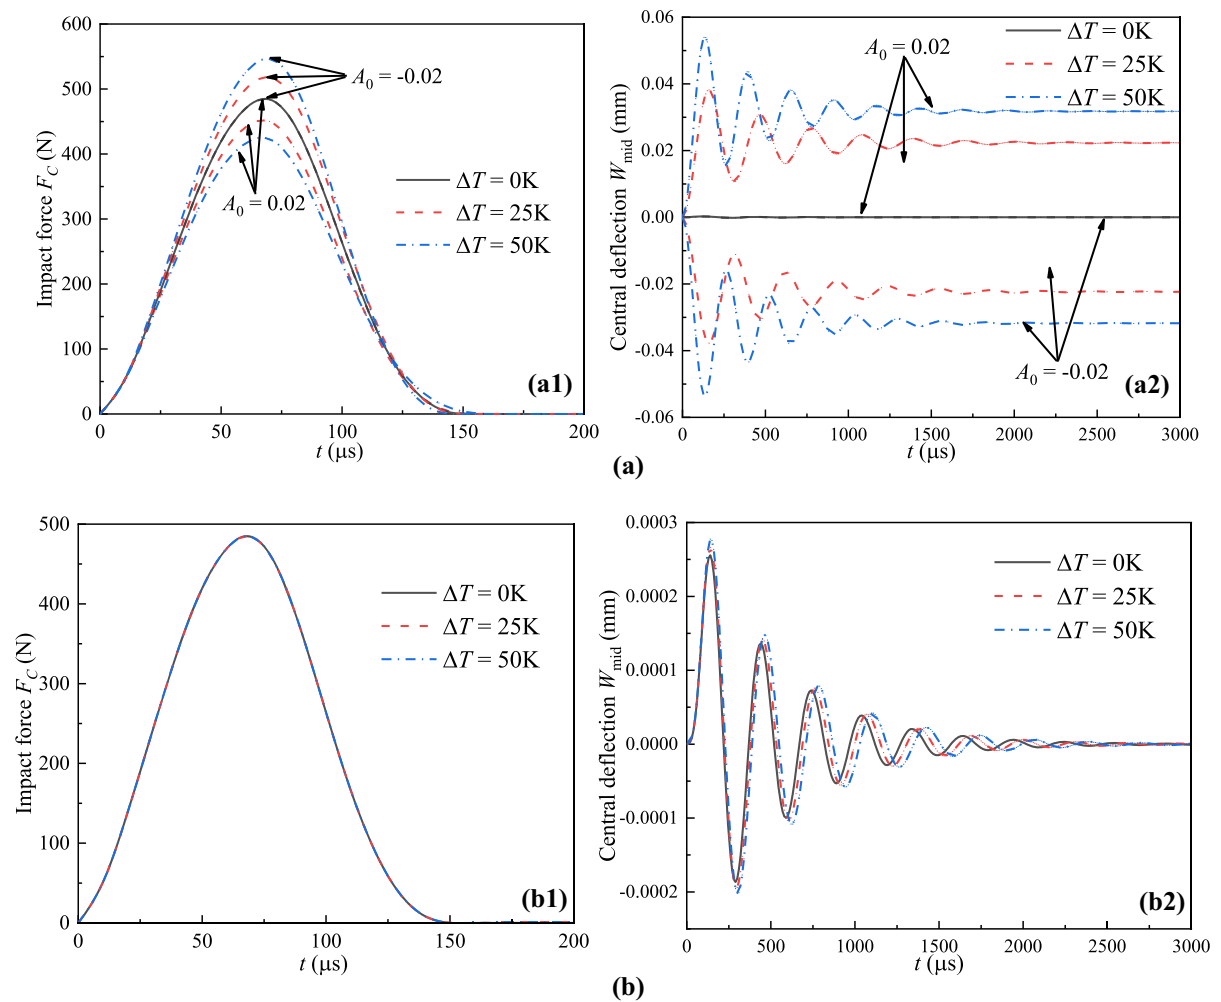 600
500
400
300
200
100
0
0
50
100
150
200
Impact force F_C (N)
t (μs)
A_0 = -0.02
A_0 = 0.02
ΔT = 0K
ΔT = 25K
ΔT = 50K
(a1)
0.06
0.04
0.02
0.00
-0.02
-0.04
-0.06
0
500
1000
1500
2000
2500
3000
Central deflection W_mid (mm)
t (μs)
A_0 = 0.02
ΔT = 0K
ΔT = 25K
ΔT = 50K
A_0 = -0.02
(a2)
(a)
500
400
300
200
100
0
0
50
100
150
200
Impact force F_C (N)
t (μs)
ΔT = 0K
ΔT = 25K
ΔT = 50K
(b1)
0.0003
0.0002
0.0001
0.0000
-0.0001
-0.0002
0
500
1000
1500
2000
2500
3000
Central deflection W_mid (mm)
t (μs)
ΔT = 0K
ΔT = 25K
ΔT = 50K
(b2)
(b)